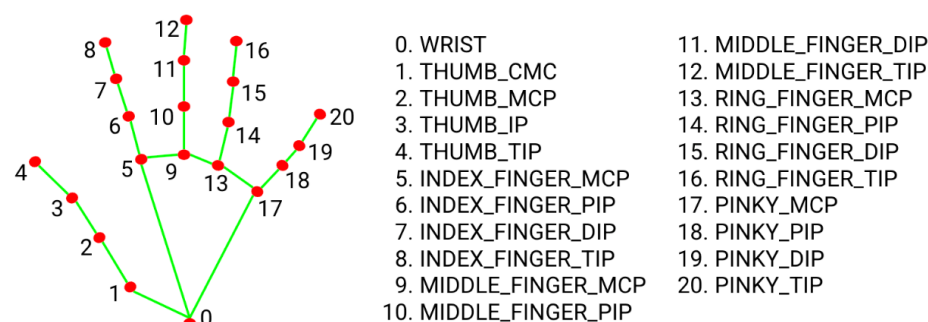 12
8
16
11
7
15
10
20
6
14
4
5
9
19
13
18
3
17
2
1
0
0. WRIST
1. THUMB_CMC
2. THUMB_MCP
3. THUMB_IP
4. THUMB_TIP
5. INDEX_FINGER_MCP
6. INDEX_FINGER_PIP
7. INDEX_FINGER_DIP
8. INDEX_FINGER_TIP
9. MIDDLE_FINGER_MCP
10. MIDDLE_FINGER_PIP
11. MIDDLE_FINGER_DIP
12. MIDDLE_FINGER_TIP
13. RING_FINGER_MCP
14. RING_FINGER_PIP
15. RING_FINGER_DIP
16. RING_FINGER_TIP
17. PINKY_MCP
18. PINKY_PIP
19. PINKY_DIP
20. PINKY_TIP